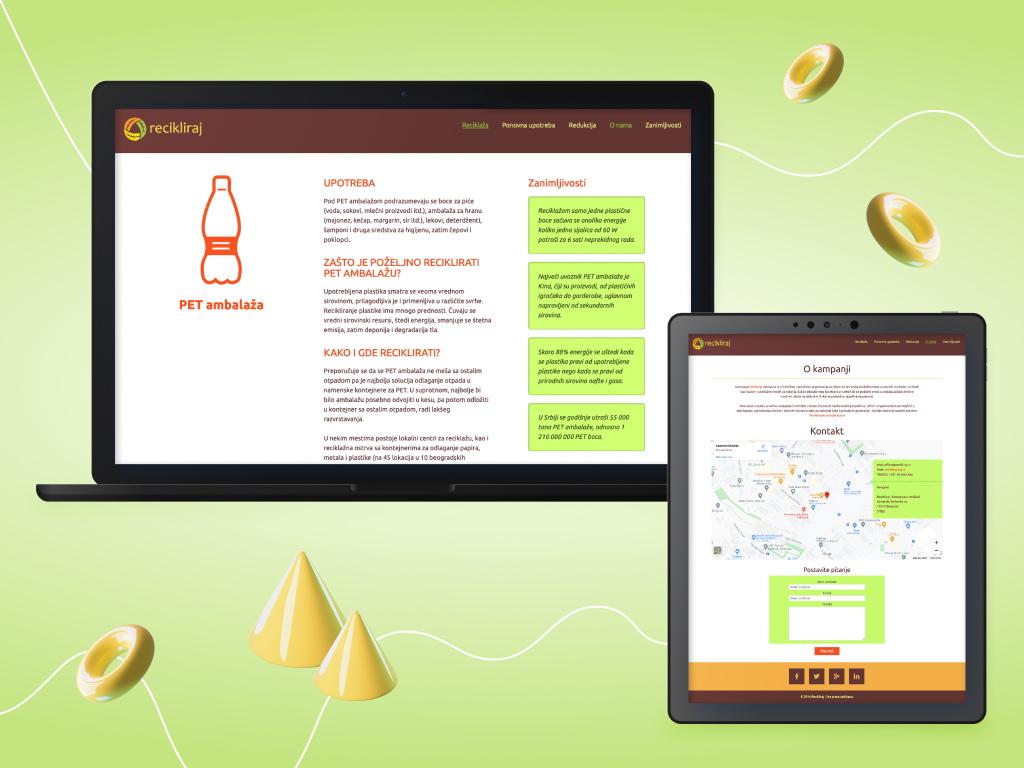 recikliraj
Reciklaža Ponovna upotreba Redukcija O nama Zanimljivosti
PET ambalaža
UPOTREBA
Pod PET ambalažom podrazumevaju se boce za piće
(voda, sokovi, mlečni proizvodi itd.), ambalaža za hranu
(majonez, kečap, margarin, sir itd.), lekovi, deterdženti,
šamponi i druga sredstva za higijenu, zatim čepovi i
poklopci.
ZAŠTO JE POŽELJNO RECIKLIRATI
PET AMBALAŽU?
Upotrebljena plastika smatra se veoma vrednom
sirovinom, prilagodljiva je i primenljiva u različite svrhe.
Recikliranje plastike ima mnogo prednosti. Čuvaju se
vredni sirovinski resursi, štedi energija, smanjuje se štetna
emisija, zatim deponija i degradacija tla.
KAKO I GDE RECIKLIRATI?
Preporučuje se da se PET ambalaža ne meša sa ostalim
otpadom pa je najbolja solucija odlaganje otpada u
namenske kontejnere za PET. U suprotnom, najbolje bi
bilo ambalažu posebno odvojiti u kesu, pa potom odložiti
u kontejner sa ostalim otpadom, radi lakšeg
razvrstavanja.
U nekim mestima postoje lokalni centri za reciklažu, kao i
reciklažna ostrva sa kontejnerima za odlaganje papira,
metala i plastike (na 45 lokacija u 10 beogradskih
Zanimljivosti
Reciklažom samo jedne plastične
boce sačuva se onoliko energije
koliko jedna sijalica od 60 W
potroši za 6 sati neprekidnog rada.
Najveći uvoznik PET ambalaže je
Kina, čiji su proizvodi, od plastičnih
igračaka do garderobe, uglavnom
napravljeni od sekundarnih
sirovina.
Skoro 88% energije se uštedi kada
se plastika pravi od upotrebljene
plastike nego kada se pravi od
prirodnih sirovina nafte i gasa.
U Srbiji se godišnje utroši 55 000
tona PET ambalaže, odnosno 1
210 000 000 PET boca.
recikliraj
Reciklaža Ponovna upotreba Redukcija O nama Zanimljivosti
O kampanji
Kontakt
Beograd
Postavite pitanje